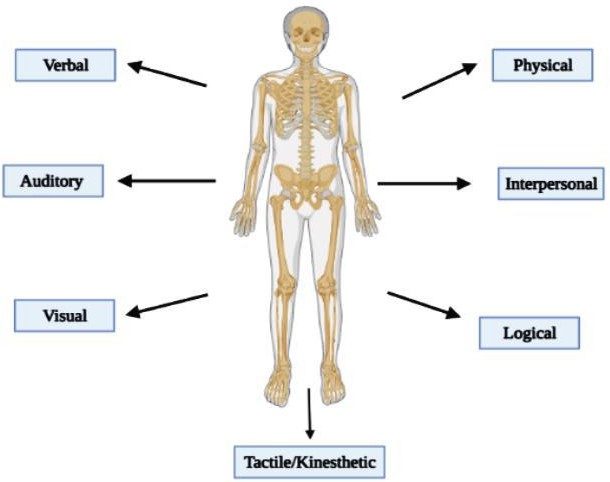 Verbal
Physical
Auditory
Interpersonal
Visual
Logical
Tactile/Kinesthetic